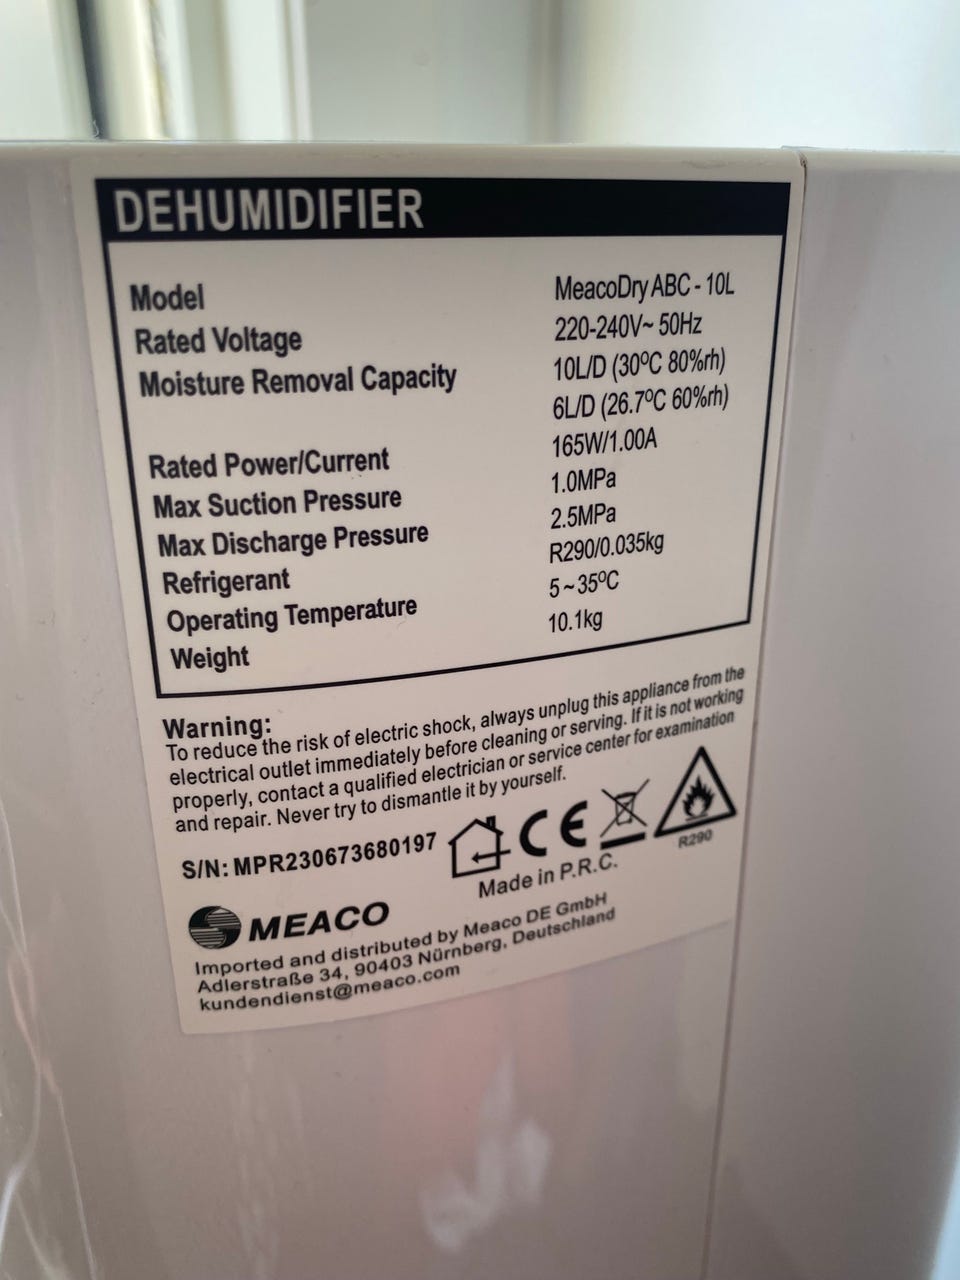 DEHUMIDIFIER
Model MeacoDry ABC - 10L
Rated Voltage 220-240V~ 50Hz
Moisture Removal Capacity 10L/D (30ºC 80%rh)
6L/D (26.7ºC 60%rh)
Rated Power/Current 165W/1.00A
Max Suction Pressure 1.0MPa
Max Discharge Pressure 2.5MPa
Refrigerant R290/0.035kg
Operating Temperature 5~35ºC
Weight 10.1kg
Warning:
To reduce the risk of electric shock, always unplug this appliance from the
electrical outlet immediately before cleaning or serving. If it is not working
properly, contact a qualified electrician or service center for examination
and repair. Never try to dismantle it by yourself.
S/N: MPR230673680197
CE
R290
Made in P.R.C.
MEACO
Imported and distributed by Meaco DE GmbH
Adlerstraße 34, 90403 Nürnberg, Deutschland
kundendienst@meaco.com